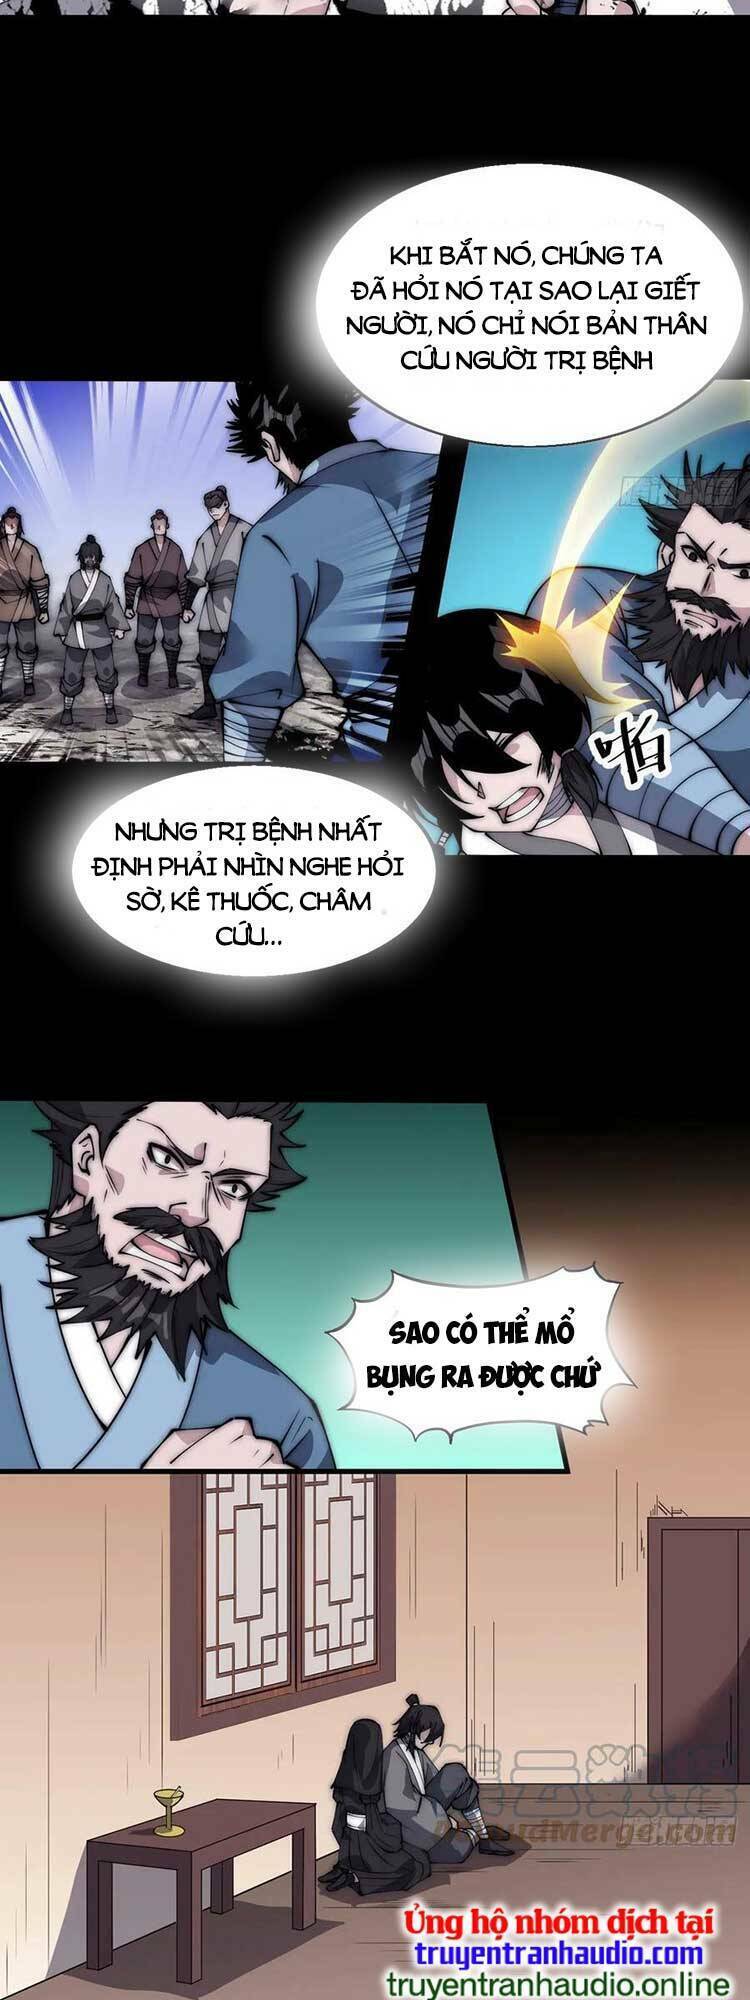 KHI BẮT NÓ, CHÚNG TA
ĐÃ HỎI NÓ TẠI SAO LẠI GIẾT
NGƯỜI, NÓ CHỈ NÓI BẢN THÂN
CỨU NGƯỜI TRỊ BỆNH
啪
NHƯNG TRỊ BỆNH NHẤT
ĐỊNH PHẢI NHÌN NGHE HỎI
SỜ, KÊ THUỐC, CHÂM
CỨU...
SAO CÓ THỂ MỔ
BỤNG RA ĐƯỢC CHỨ
Ủng hộ nhóm dịch tại
truyentranhaudio.com
truyentranhaudio.online